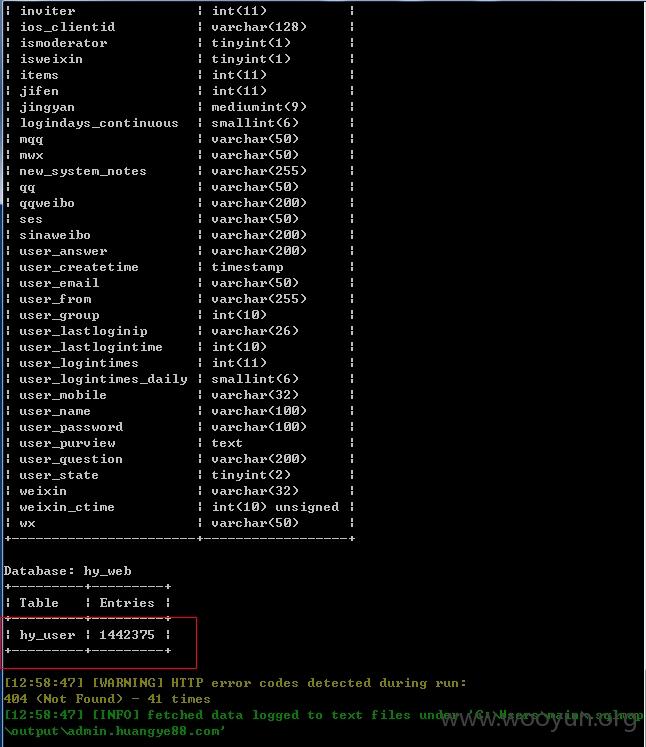 ¦ inviter ¦ int(11) ¦
¦ ios_clientid ¦ varchar(128) ¦
¦ ismoderator ¦ tinyint(1) ¦
¦ isweixin ¦ tinyint(1) ¦
¦ items ¦ int(11) ¦
¦ jifen ¦ int(11) ¦
¦ jingyan ¦ mediumint(9) ¦
¦ logindays_continuous ¦ smallint(6) ¦
¦ mqq ¦ varchar(50) ¦
¦ mwx ¦ varchar(50) ¦
¦ new_system_notes ¦ varchar(255) ¦
¦ qq ¦ varchar(50) ¦
¦ qqweibo ¦ varchar(200) ¦
¦ ses ¦ varchar(50) ¦
¦ sinaweibo ¦ varchar(200) ¦
¦ user_answer ¦ varchar(200) ¦
¦ user_createtime ¦ timestamp ¦
¦ user_email ¦ varchar(50) ¦
¦ user_from ¦ varchar(255) ¦
¦ user_group ¦ int(10) ¦
¦ user_lastloginip ¦ varchar(26) ¦
¦ user_lastlogintime ¦ int(10) ¦
¦ user_logintimes ¦ int(11) ¦
¦ user_logintimes_daily ¦ smallint(6) ¦
¦ user_mobile ¦ varchar(32) ¦
¦ user_name ¦ varchar(100) ¦
¦ user_password ¦ varchar(100) ¦
¦ user_purview ¦ text ¦
¦ user_question ¦ varchar(200) ¦
¦ user_state ¦ tinyint(2) ¦
¦ weixin ¦ varchar(32) ¦
¦ weixin_ctime ¦ int(10) unsigned ¦
¦ wx ¦ varchar(50) ¦
Database: hy_web
¦ Table ¦ Entries ¦
¦ hy_user ¦ 1442375 ¦
[12:58:47] [WARNING] HTTP error codes detected during run:
404 (Not Found) - 41 times
[12:58:47] [INFO] fetched data logged to text files under 'C:\Users\maim\.sqlmap
\output\admin.huangye88.com'
www.wooyun.org